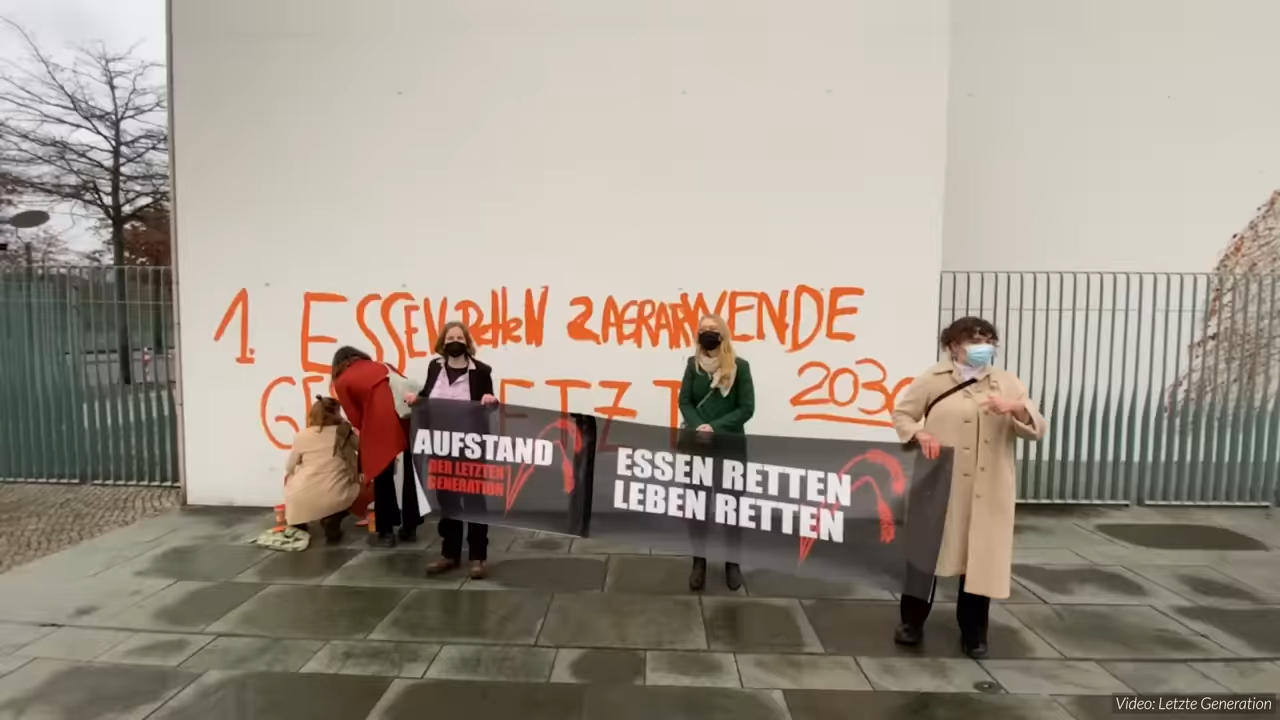 1. ESSEN Retten 2 AGRARWENDE
2030
AUFSTAND
DER LETZTEN
GENERATION
ESSEN RETTEN
LEBEN RETTEN
Video: Letzte Generation